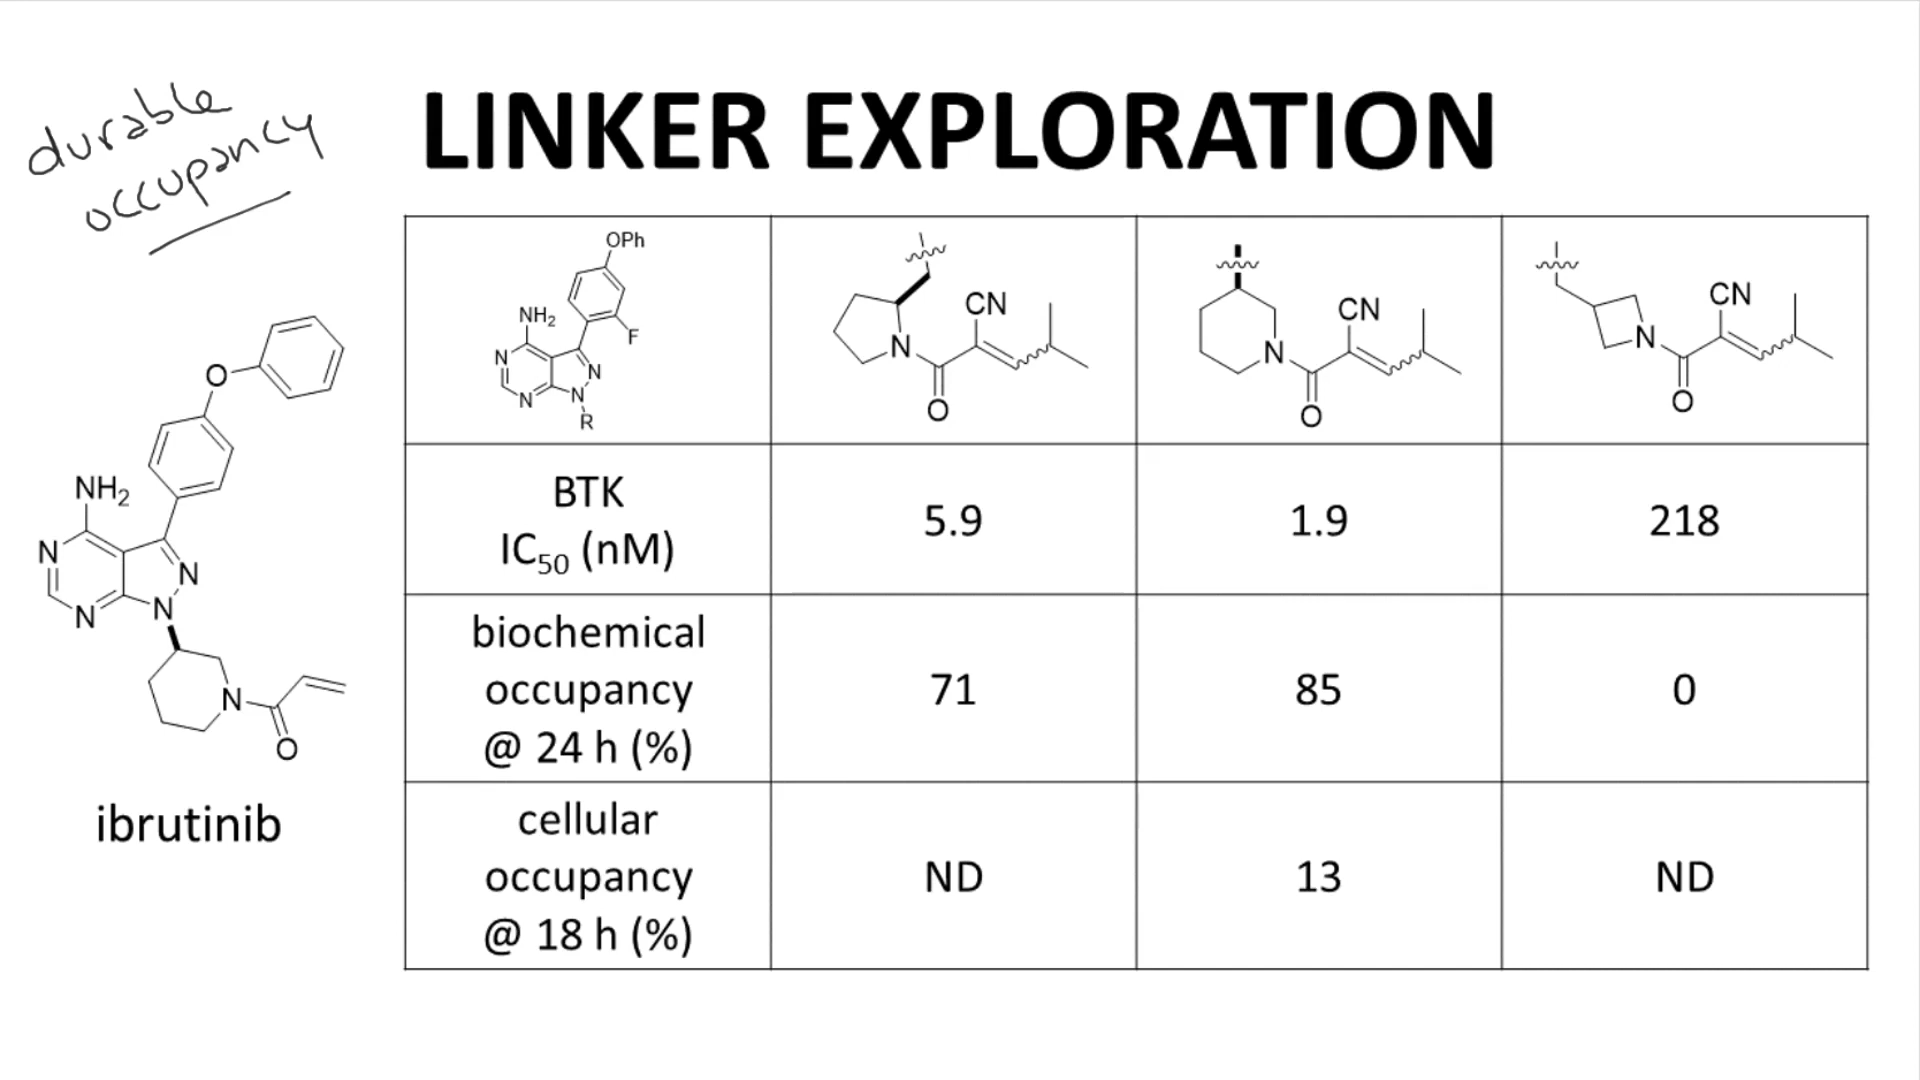 durable
occupancy
LINKER EXPLORATION
OPh
NH2
F
N
N
N
N
R
CN
N
O
CN
N
O
CN
N
O
O
NH2
N
N
N
N
N
O
ibrutinib
BTK
IC50 (nM)
5.9
1.9
218
biochemical
occupancy
@ 24 h (%)
71
85
0
cellular
occupancy
@ 18 h (%)
ND
13
ND